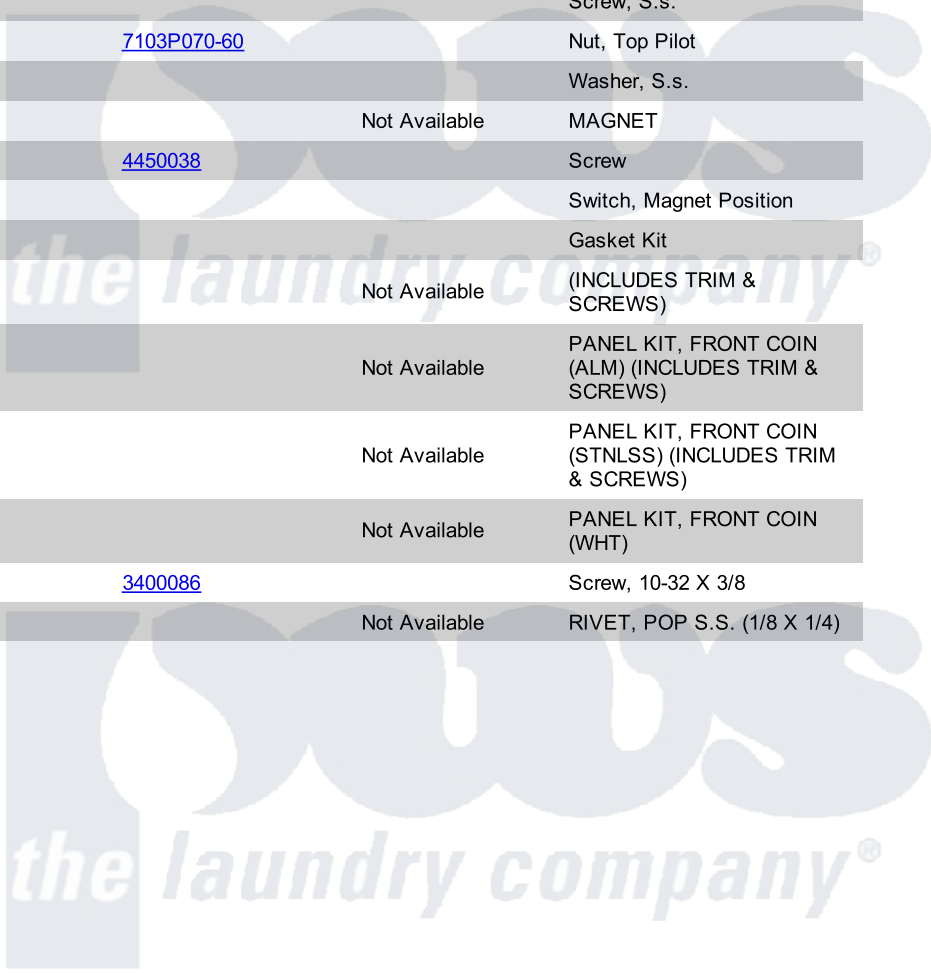 Screw, S.s.
7103P070-60 Nut, Top Pilot
Washer, S.s.
Not Available MAGNET
4450038 Screw
Switch, Magnet Position
Gasket Kit
the laundry company®
Not Available (INCLUDES TRIM &
SCREWS)
PANEL KIT, FRONT COIN
Not Available (ALM) (INCLUDES TRIM &
SCREWS)
PANEL KIT, FRONT COIN
Not Available (STNLSS) (INCLUDES TRIM
& SCREWS)
Not Available PANEL KIT, FRONT COIN
(WHT)
3400086 Screw, 10-32 X 3/8
Not Available RIVET, POP S.S. (1/8 X 1/4)
pws
the laundry company®